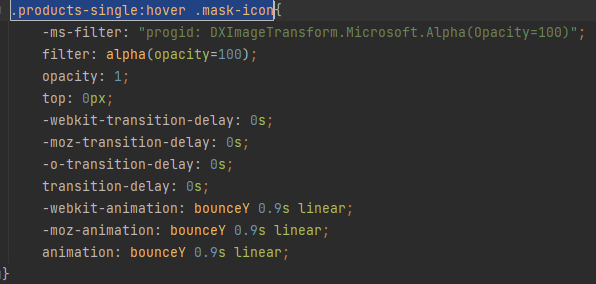 .products-single:hover .mask-icon{
-ms-filter: "progid: DXImageTransform.Microsoft.Alpha(Opacity=100)";
filter: alpha(opacity=100);
opacity: 1;
top: 0px;
-webkit-transition-delay: 0s;
-moz-transition-delay: 0s;
-o-transition-delay: 0s;
transition-delay: 0s;
-webkit-animation: bounceY 0.9s linear;
-moz-animation: bounceY 0.9s linear;
animation: bounceY 0.9s linear;
}